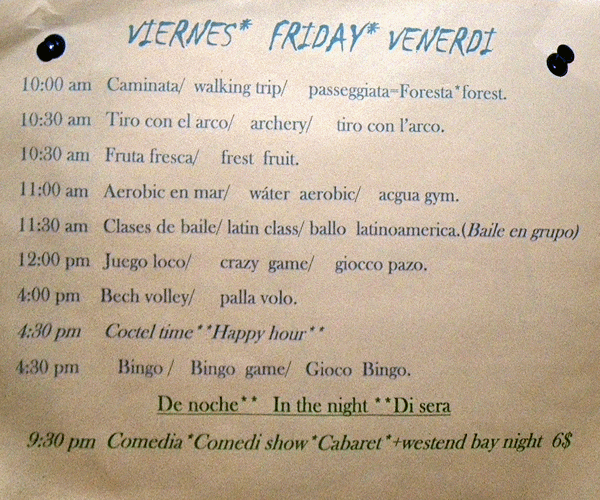 VIERNES* FRIDAY* VENERDI
10:00 am Caminata/ walking trip/ passeggiata=Foresta*forest.
10:30 am Tiro con el arco/ archery/ tiro con l'arco.
10:30 am Fruta fresca/ frest fruit.
11:00 am Aerobic en mar/ wáter aerobic/ acgua gym.
11:30 am Clases de baile/ latin class/ ballo latinoamerica.(Baile en grupo)
12:00 pm Juego loco/ crazy game/ giocco pazo.
4:00 pm Bech volley/ palla volo.
4:30 pm Coctel time**Happy hour**
4:30 pm Bingo / Bingo game/ Gioco Bingo.
De noche** In the night **Di sera
9:30 pm Comedia*Comedi show*Cabaret*+westend bay night 6$